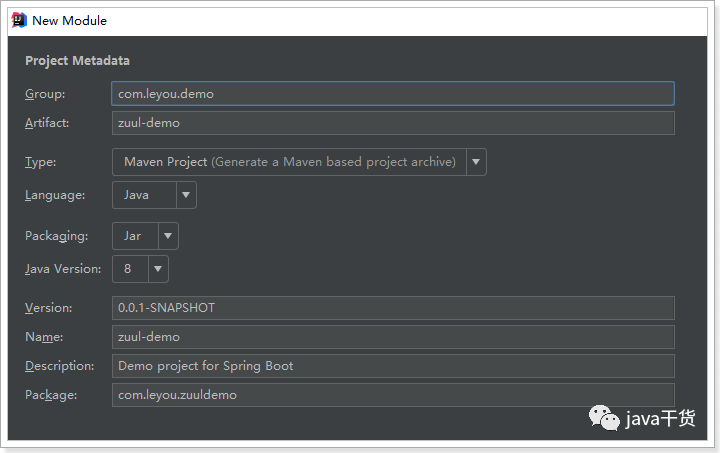 New Module
Project Metadata
Group: com.leyou.demo
Artifact: zuul-demo
Type: Maven Project (Generate a Maven based project archive)
Language: Java
Packaging: Jar
Java Version: 8
Version: 0.0.1-SNAPSHOT
Name: zuul-demo
Description: Demo project for Spring Boot
Package: com.leyou.zuuldemo
java干货